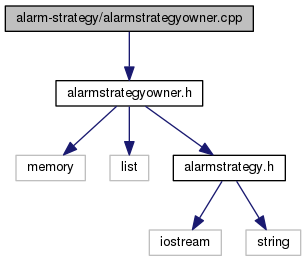 alarm-strategy/alarmstrategyowner.cpp
alarmstrategyowner.h
memory
list
alarmstrategy.h
iostream
string